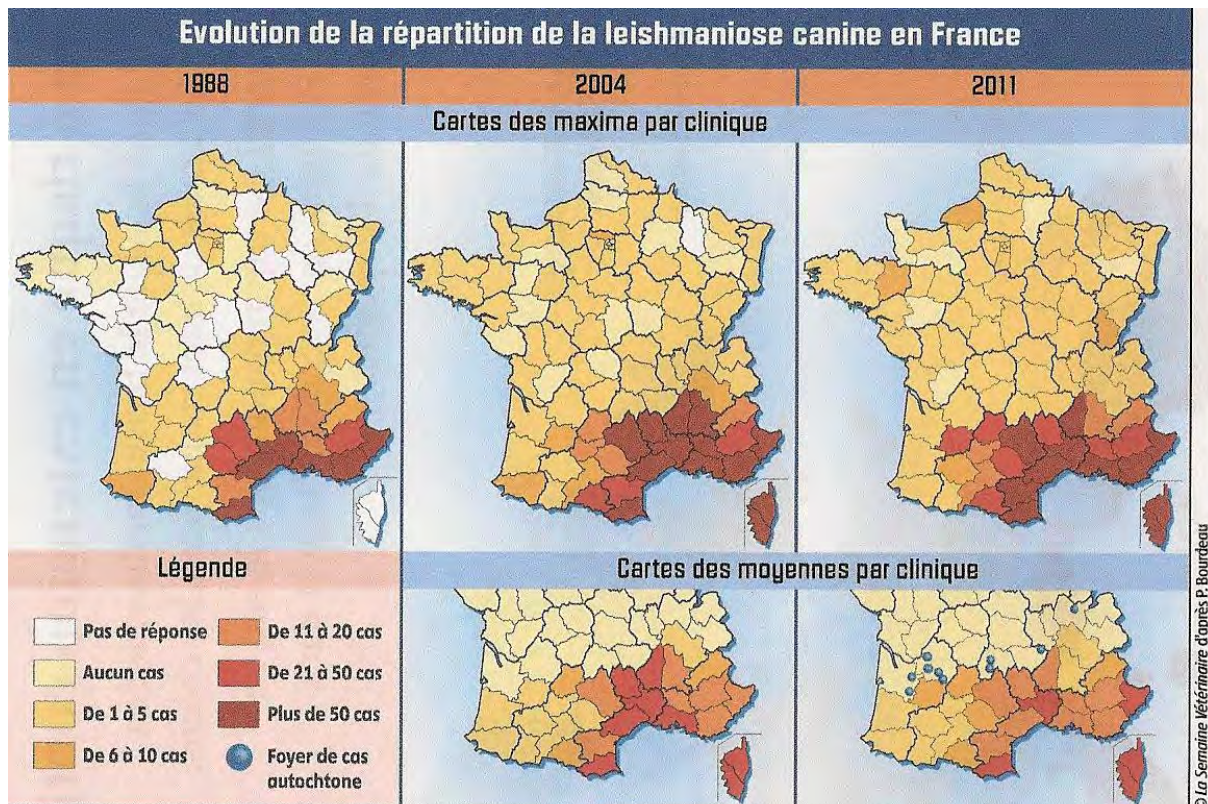 Evolution de la répartition de la leishmaniose canine en France
1988
2004
2011
Cartes des maxima par clinique
Légende
Pas de réponse
Aucun cas
De 1 à 5 cas
De 6 à 10 cas
De 11 à 20 cas
De 21 à 50 cas
Plus de 50 cas
Foyer de cas
autochtone
Cartes des moyennes par clinique
© La Semaine Vétérinaire d'après P. Bourdeau